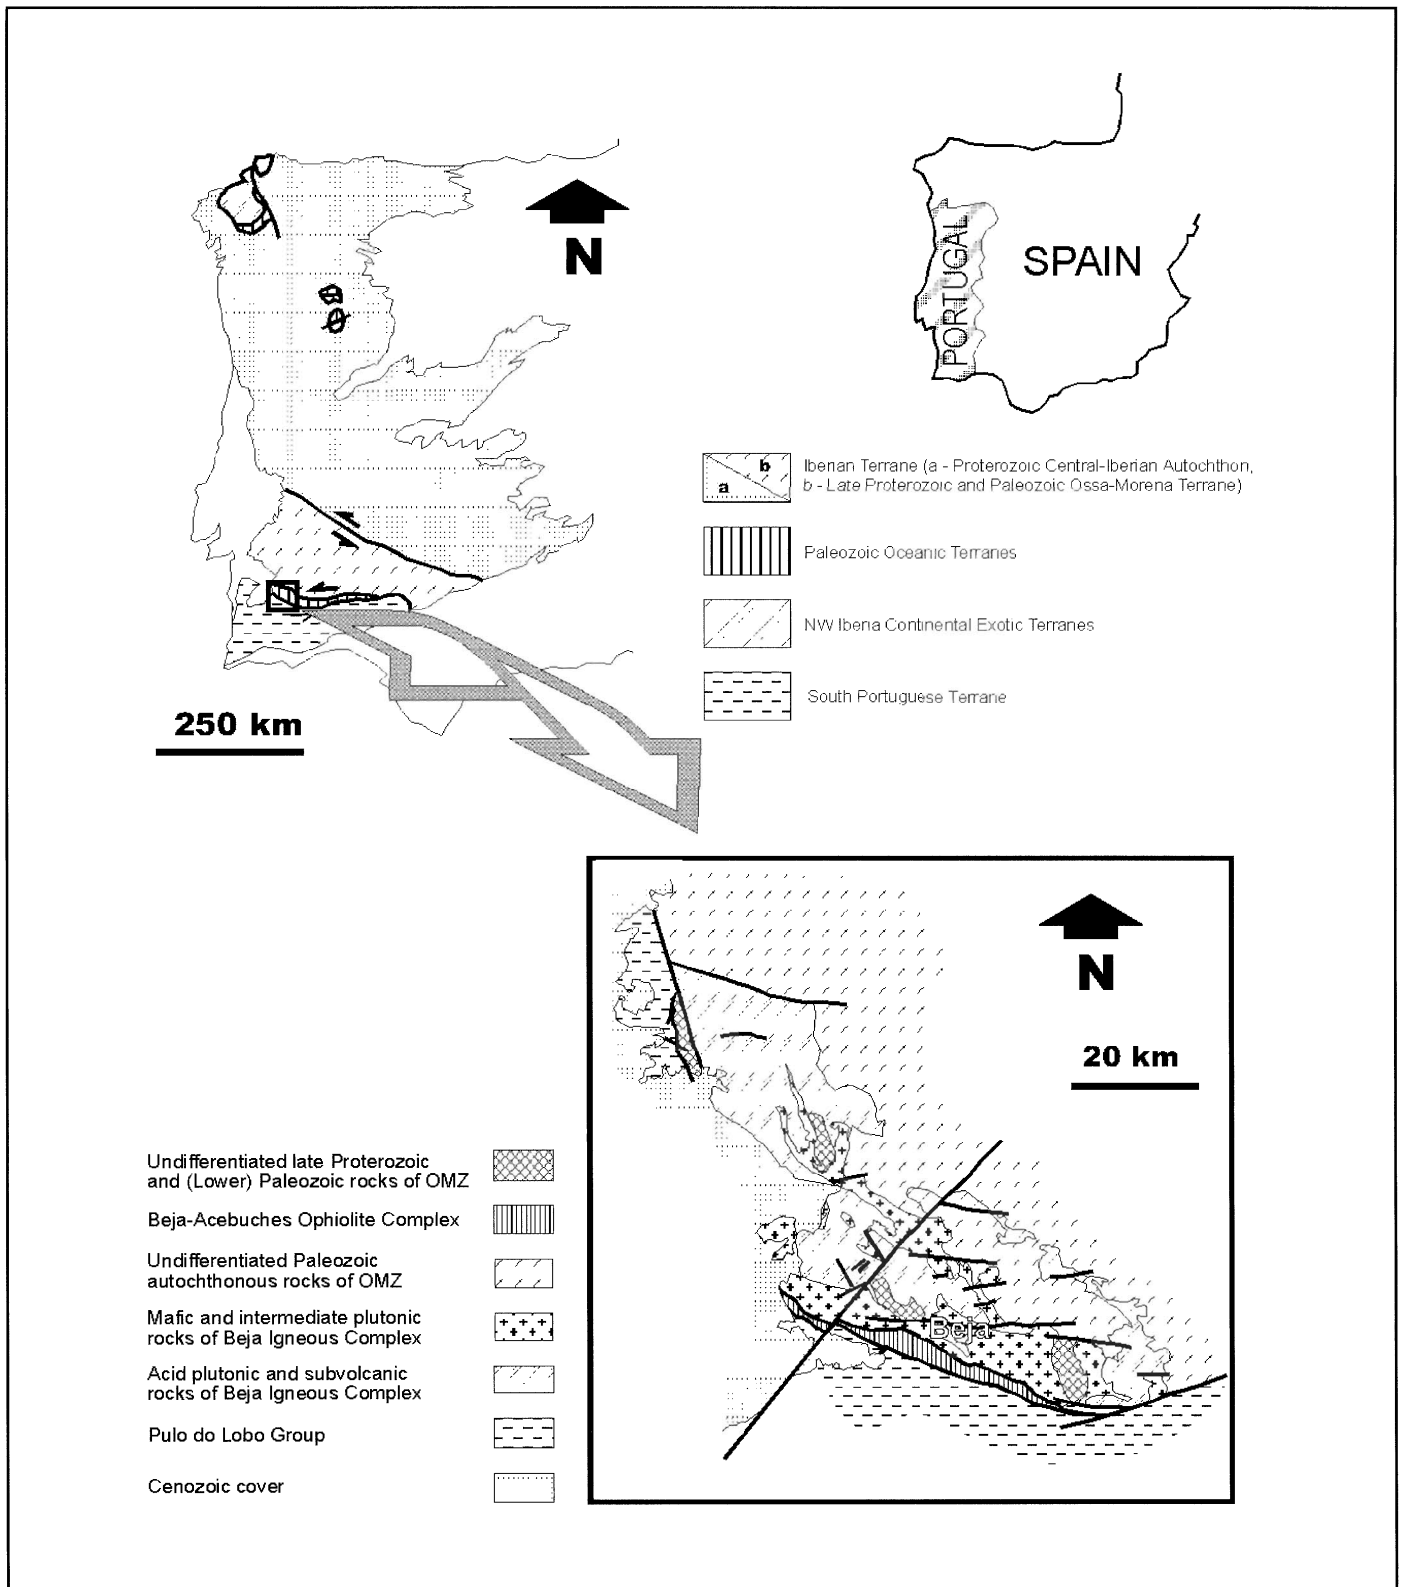 N
PORTUGAL
SPAIN
b
a
Iberian Terrane (a - Proterozoic Central-Iberian Autochthon,
b - Late Proterozoic and Paleozoic Ossa-Morena Terrane)
Paleozoic Oceanic Terranes
NW Iberia Continental Exotic Terranes
South Portuguese Terrane
250 km
N
20 km
Beja
Undifferentiated late Proterozoic
and (Lower) Paleozoic rocks of OMZ
Beja-Acebuches Ophiolite Complex
Undifferentiated Paleozoic
autochthonous rocks of OMZ
Mafic and intermediate plutonic
rocks of Beja Igneous Complex
Acid plutonic and subvolcanic
rocks of Beja Igneous Complex
Pulo do Lobo Group
Cenozoic cover